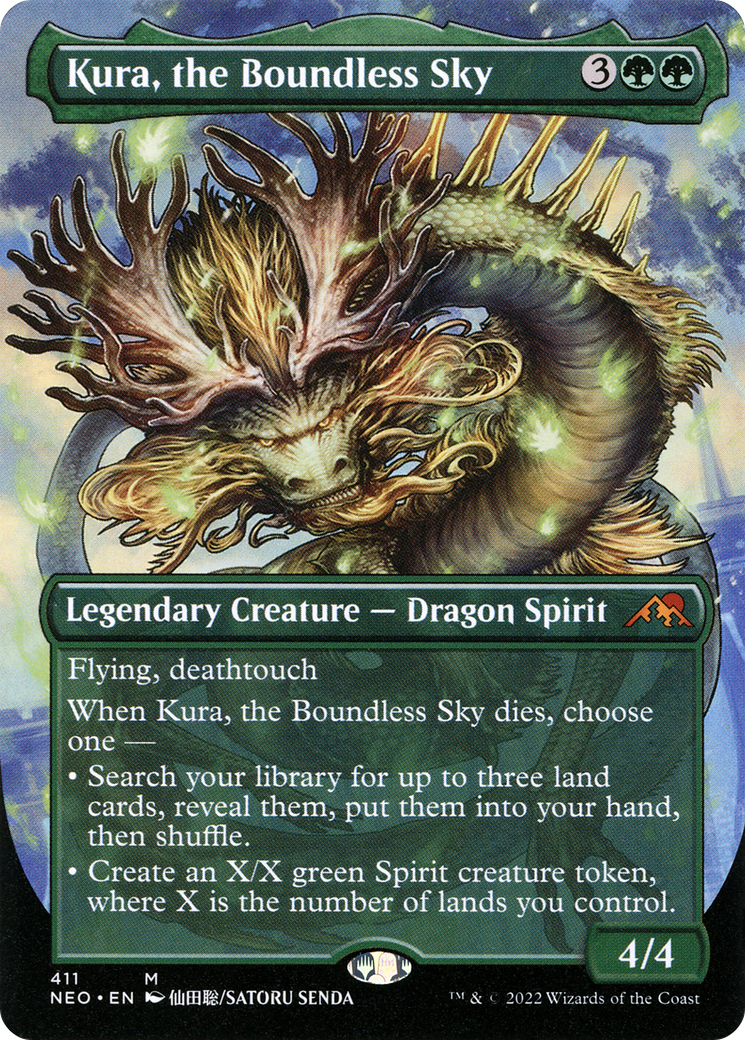 Kura, the Boundless Sky 3
Legendary Creature — Dragon Spirit
Flying, deathtouch
When Kura, the Boundless Sky dies, choose
one —
• Search your library for up to three land
cards, reveal them, put them into your hand,
then shuffle.
• Create an X/X green Spirit creature token,
where X is the number of lands you control.
4/4
411 M
NEO • EN 仙田聡/SATORU SENDA
™ & © 2022 Wizards of the Coast